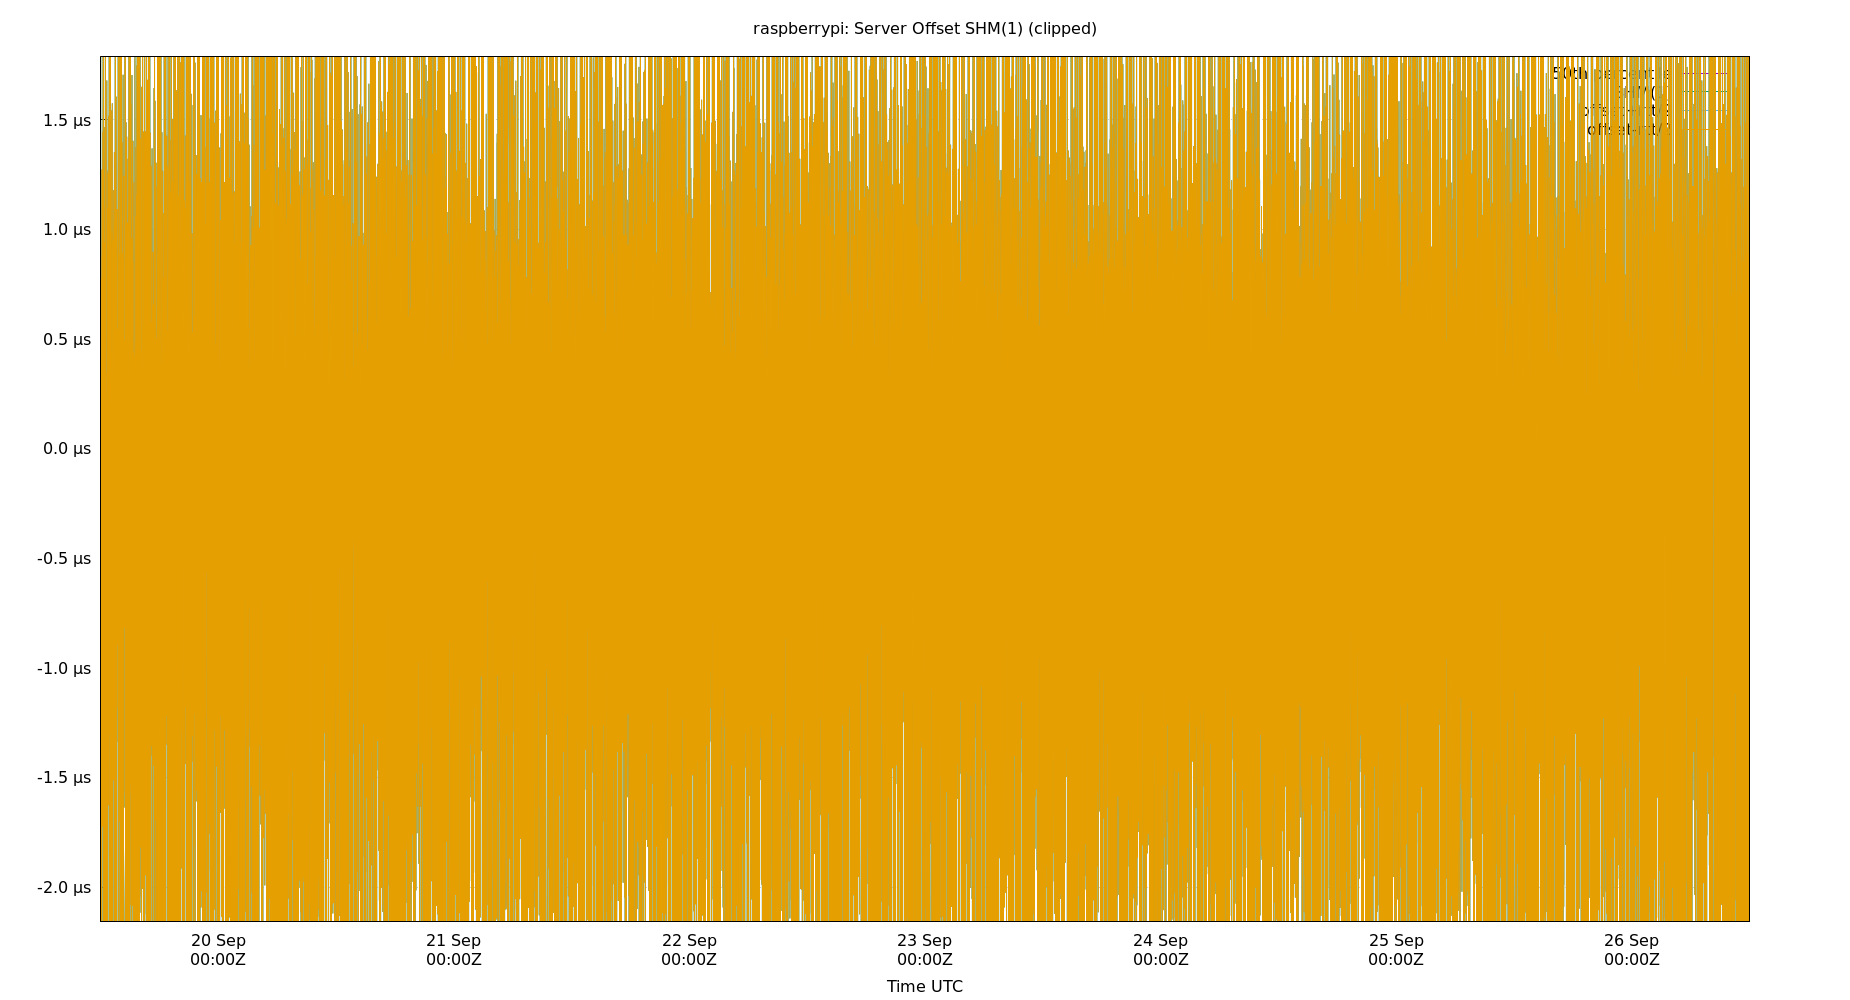 raspberrypi: Server Offset SHM(1) (clipped)
50th percentile
1.5 µs
1.0 µs
0.5 µs
0.0 µs
-0.5 µs
-1.0 µs
-1.5 µs
-2.0 µs
20 Sep 21 Sep 22 Sep 23 Sep 24 Sep 25 Sep 26 Sep
00:00Z 00:00Z 00:00Z 00:00Z 00:00Z 00:00Z 00:00Z
Time UTC